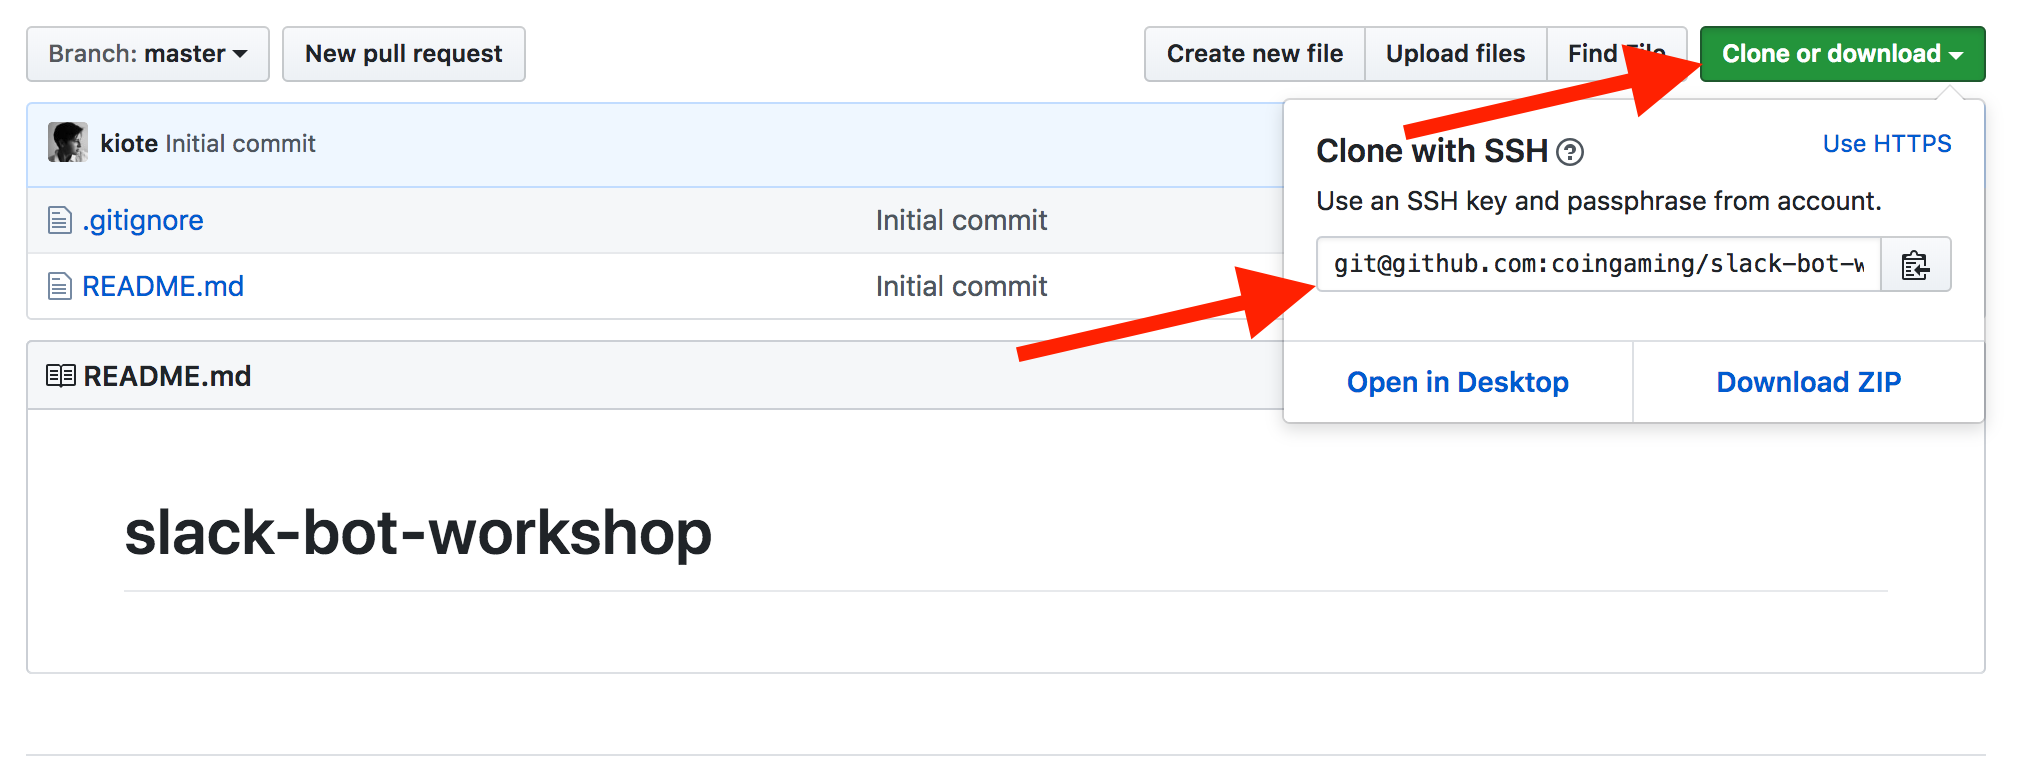 Branch: master
New pull request
Create new file
Upload files
Find File
Clone or download
kiote Initial commit
.gitignore
Initial commit
README.md
Initial commit
Clone with SSH
Use HTTPS
Use an SSH key and passphrase from account.
git@github.com:coingaming/slack-bot-w
Open in Desktop
Download ZIP
README.md
slack-bot-workshop